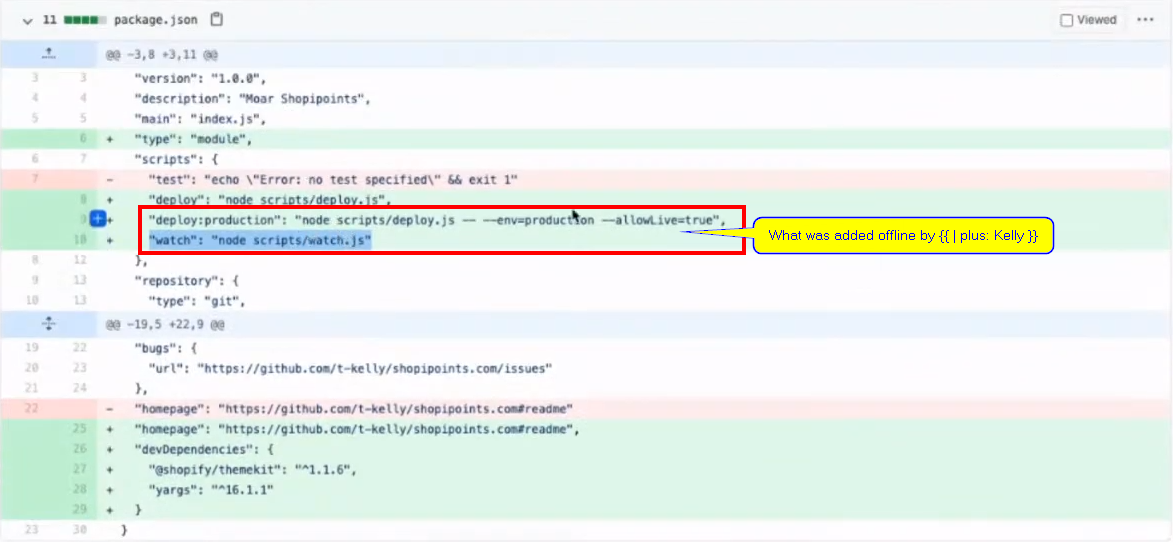 11 package.json Viewed
@@ -3,8 +3,11 @@
3 3 "version": "1.0.0",
4 4 "description": "Moar Shopipoints",
5 5 "main": "index.js",
6 + "type": "module",
6 7 "scripts": {
7 - "test": "echo \"Error: no test specified\" && exit 1"
8 + "deploy": "node scripts/deploy.js",
9 + "deploy:production": "node scripts/deploy.js -- --env=production --allowLive=true",
What was added offline by {{ | plus: Kelly }}
10 + "watch": "node scripts/watch.js"
8 12 },
9 13 "repository": {
10 13 "type": "git",
@@ -19,5 +22,9 @@
19 22 "bugs": {
20 23 "url": "https://github.com/t-kelly/shopipoints.com/issues"
21 24 },
22 - "homepage": "https://github.com/t-kelly/shopipoints.com#readme"
25 + "homepage": "https://github.com/t-kelly/shopipoints.com#readme",
26 + "devDependencies": {
27 + "@shopify/themekit": "^1.1.6",
28 + "yargs": "^16.1.1"
29 + }
23 30 }